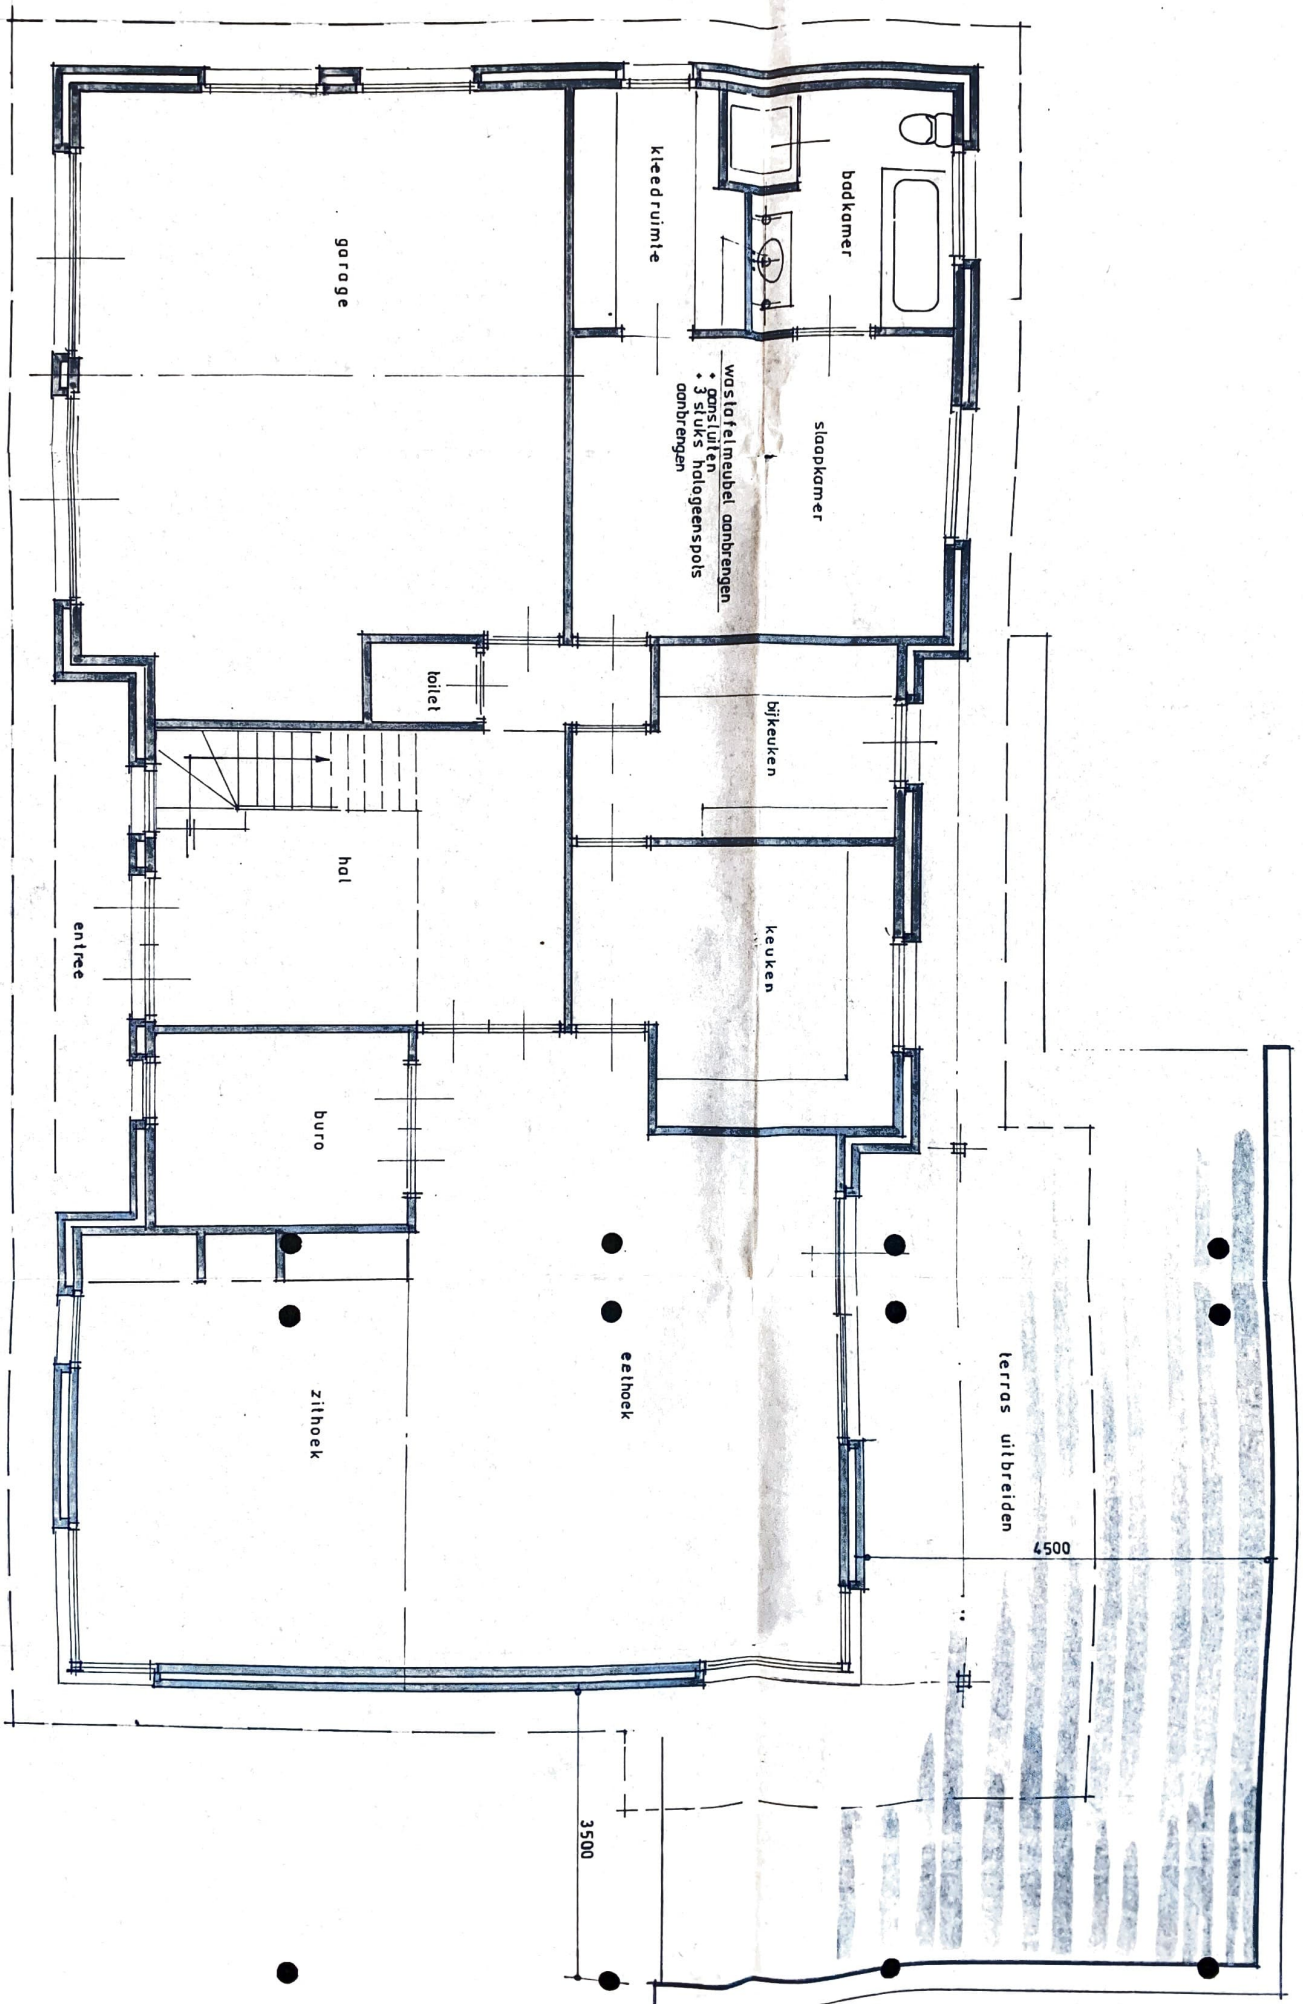 badkamer
kleedruimte
garage
slaapkamer
wastafelmeubel aanbrengen
• aansluiten
• 3 stuks halogeenspots
aanbrengen
toilet
bijkeuken
hal
keuken
entree
buro
eethoek
zithoek
terras uitbreiden
4500
3500